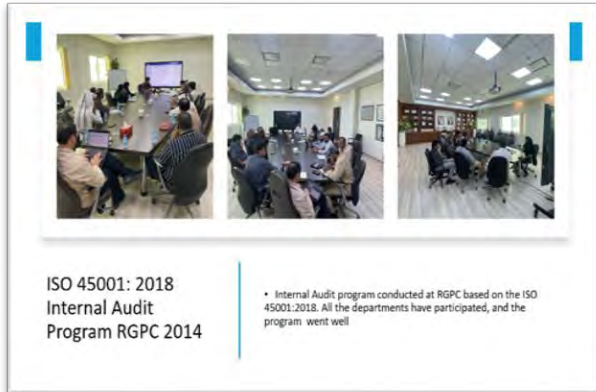 ISO 45001: 2018
Internal Audit
Program RGPC 2014
• Internal Audit program conducted at RGPC based on the ISO
45001:2018. All the departments have participated, and the
program went well